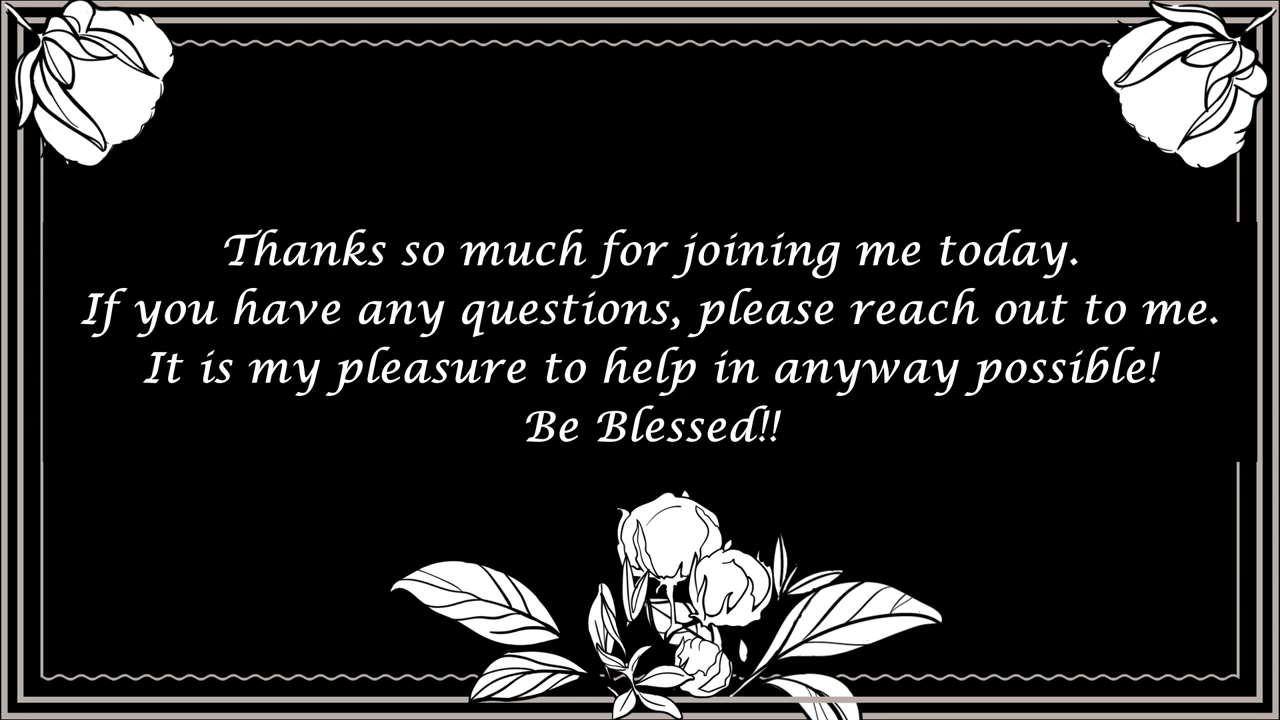 Thanks so much for joining me today.
If you have any questions, please reach out to me.
It is my pleasure to help in anyway possible!
Be Blessed!!